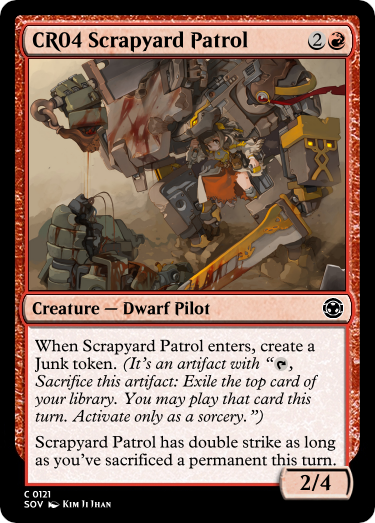 CR04 Scrapyard Patrol 2
Creature — Dwarf Pilot
When Scrapyard Patrol enters, create a
Junk token. (It's an artifact with “,
Sacrifice this artifact: Exile the top card of
your library. You may play that card this
turn. Activate only as a sorcery.”)
Scrapyard Patrol has double strike as long
as you've sacrificed a permanent this turn.
2/4
C 0121
SOV Kim Ji Jhan